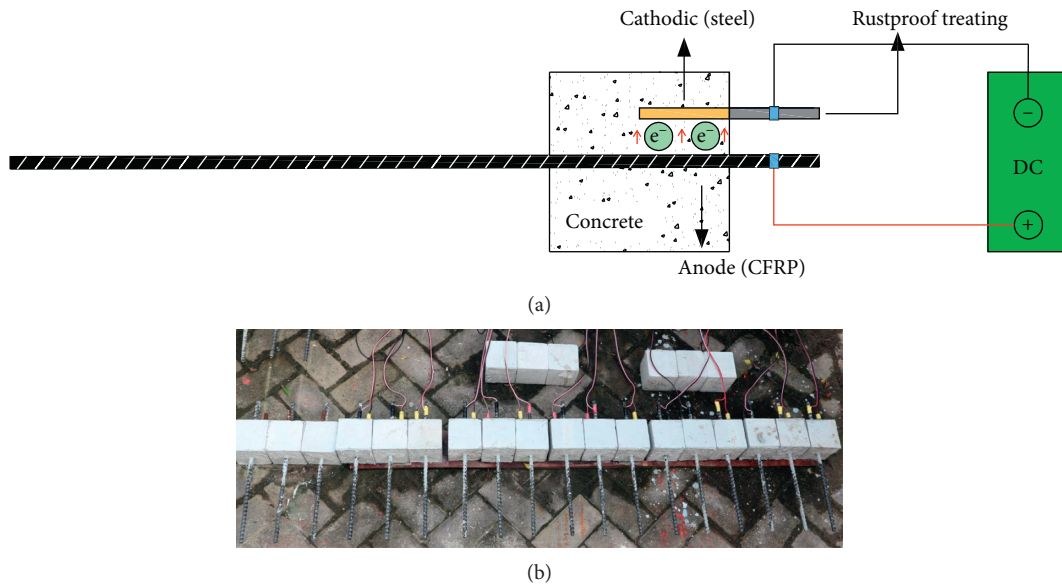 Cathodic (steel)
Rustproof treating
e⁻ e⁻
−
DC
Concrete
+
Anode (CFRP)
(a)
(b)